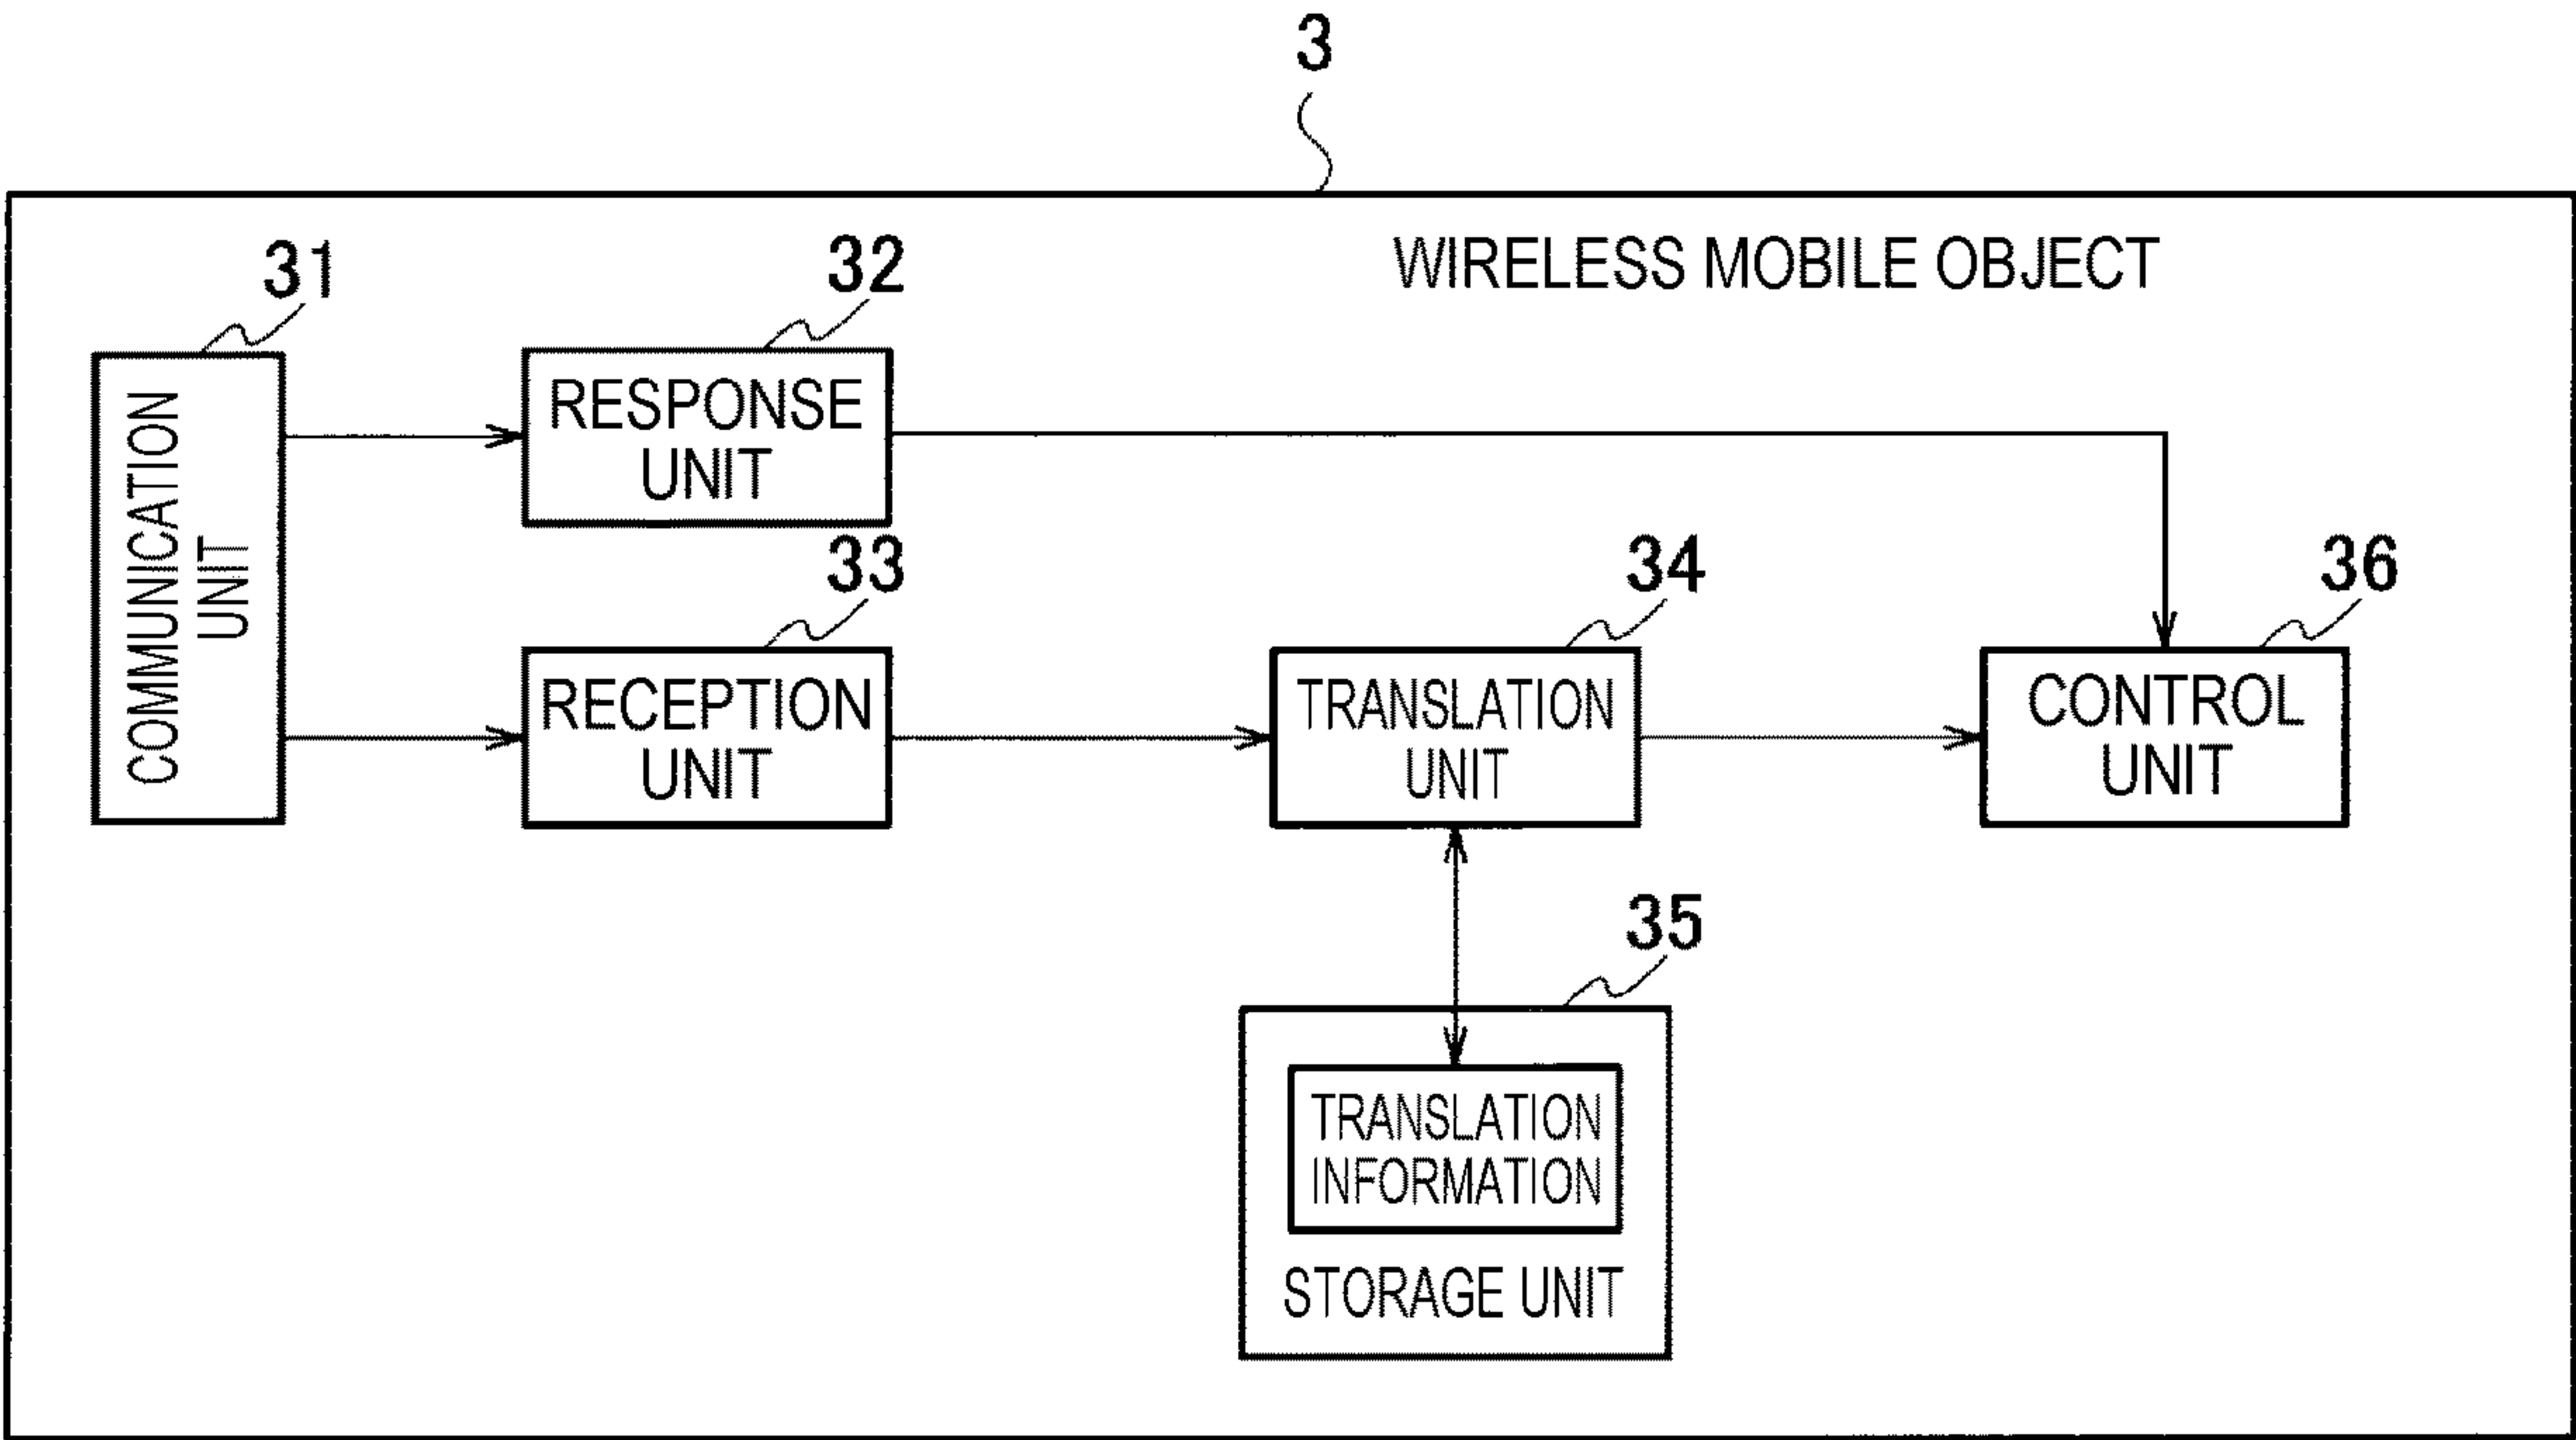 3
WIRELESS MOBILE OBJECT
31
COMMUNICATION
UNIT
32
RESPONSE
UNIT
33
RECEPTION
UNIT
34
TRANSLATION
UNIT
36
CONTROL
UNIT
35
TRANSLATION
INFORMATION
STORAGE UNIT